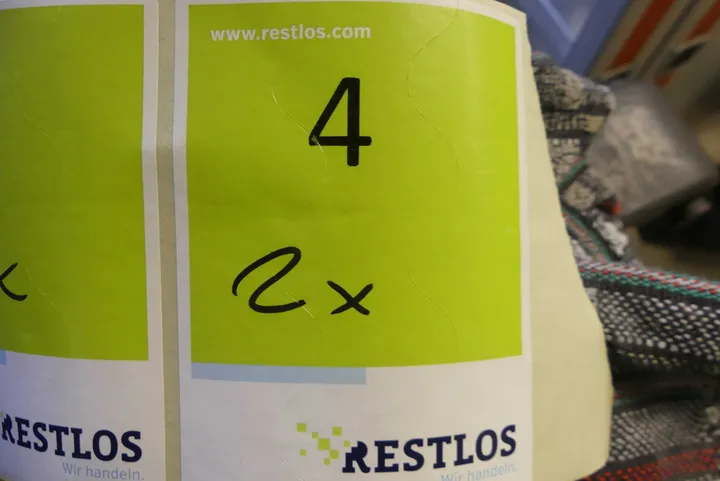 www.restlos.com
4
2x
RESTLOS
Wir handeln.
x
RESTLOS
Wir handeln.